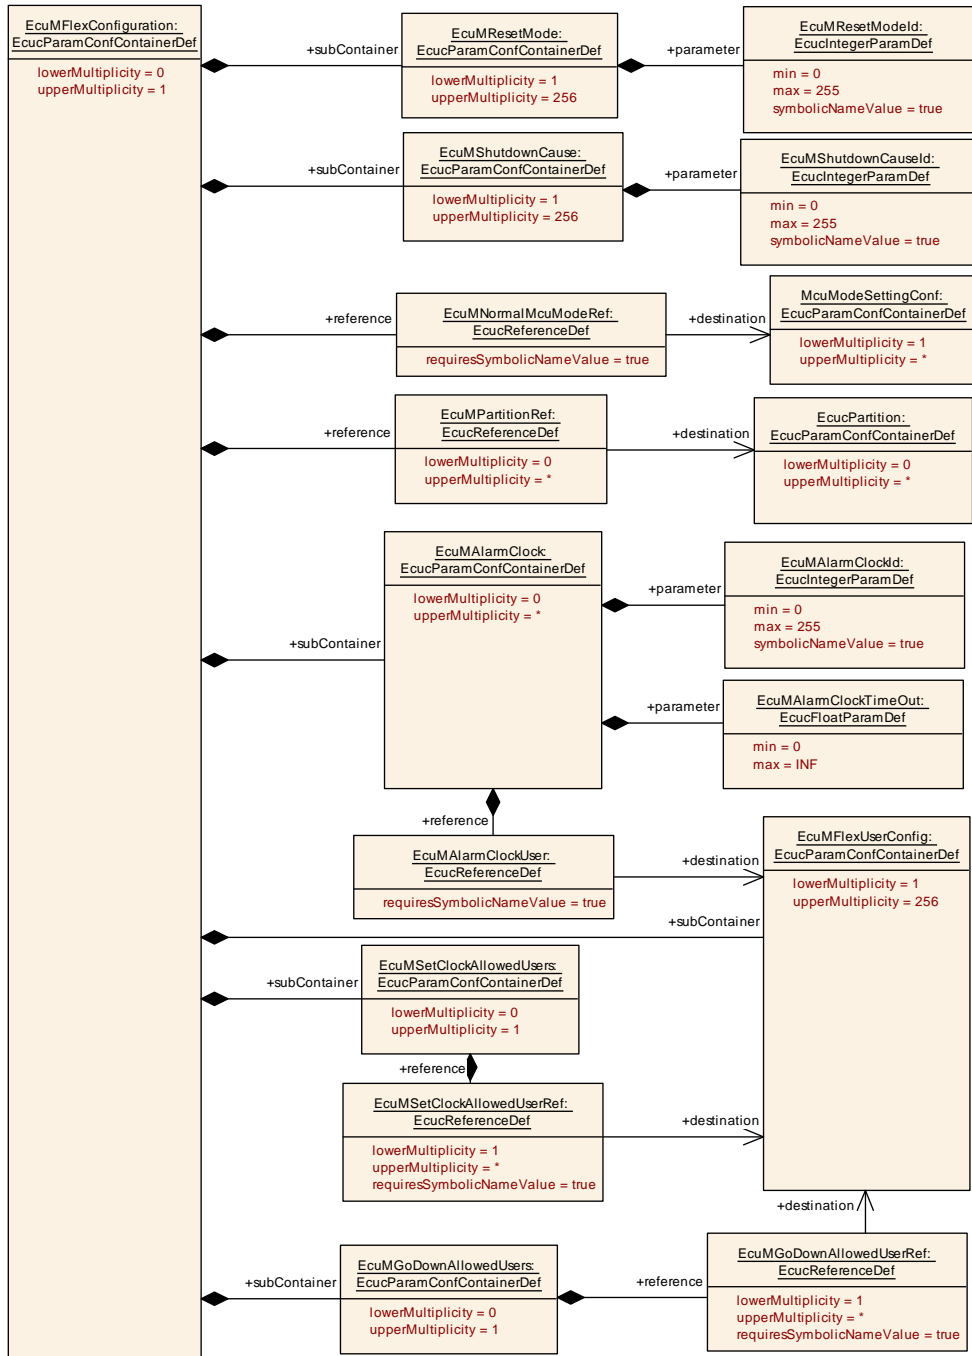 EcuMFlexConfiguration:
EcucParamConfContainerDef
lowerMultiplicity = 0
upperMultiplicity = 1
+subContainer
EcuMResetMode:
EcucParamConfContainerDef
lowerMultiplicity = 1
upperMultiplicity = 256
+parameter
EcuMResetModeId:
EcucIntegerParamDef
min = 0
max = 255
symbolicNameValue = true
+subContainer
EcuMShutdownCause:
EcucParamConfContainerDef
lowerMultiplicity = 1
upperMultiplicity = 256
+parameter
EcuMShutdownCauseId:
EcucIntegerParamDef
min = 0
max = 255
symbolicNameValue = true
+reference
EcuMNormalMcuModeRef:
EcucReferenceDef
requiresSymbolicNameValue = true
+destination
McuModeSettingConf:
EcucParamConfContainerDef
lowerMultiplicity = 1
upperMultiplicity = *
+reference
EcuMPartitionRef:
EcucReferenceDef
lowerMultiplicity = 0
upperMultiplicity = *
+destination
EcucPartition:
EcucParamConfContainerDef
lowerMultiplicity = 0
upperMultiplicity = *
+subContainer
EcuMAlarmClock:
EcucParamConfContainerDef
lowerMultiplicity = 0
upperMultiplicity = *
+parameter
EcuMAlarmClockId:
EcucIntegerParamDef
min = 0
max = 255
symbolicNameValue = true
+parameter
EcuMAlarmClockTimeOut:
EcucFloatParamDef
min = 0
max = INF
+reference
EcuMAlarmClockUser:
EcucReferenceDef
requiresSymbolicNameValue = true
+destination
EcuMFlexUserConfig:
EcucParamConfContainerDef
lowerMultiplicity = 1
upperMultiplicity = 256
+subContainer
+subContainer
EcuMSetClockAllowedUsers:
EcucParamConfContainerDef
lowerMultiplicity = 0
upperMultiplicity = 1
+reference
EcuMSetClockAllowedUserRef:
EcucReferenceDef
lowerMultiplicity = 1
upperMultiplicity = *
requiresSymbolicNameValue = true
+destination
+destination
+subContainer
EcuMGoDownAllowedUsers:
EcucParamConfContainerDef
lowerMultiplicity = 0
upperMultiplicity = 1
+reference
EcuMGoDownAllowedUserRef:
EcucReferenceDef
lowerMultiplicity = 1
upperMultiplicity = *
requiresSymbolicNameValue = true